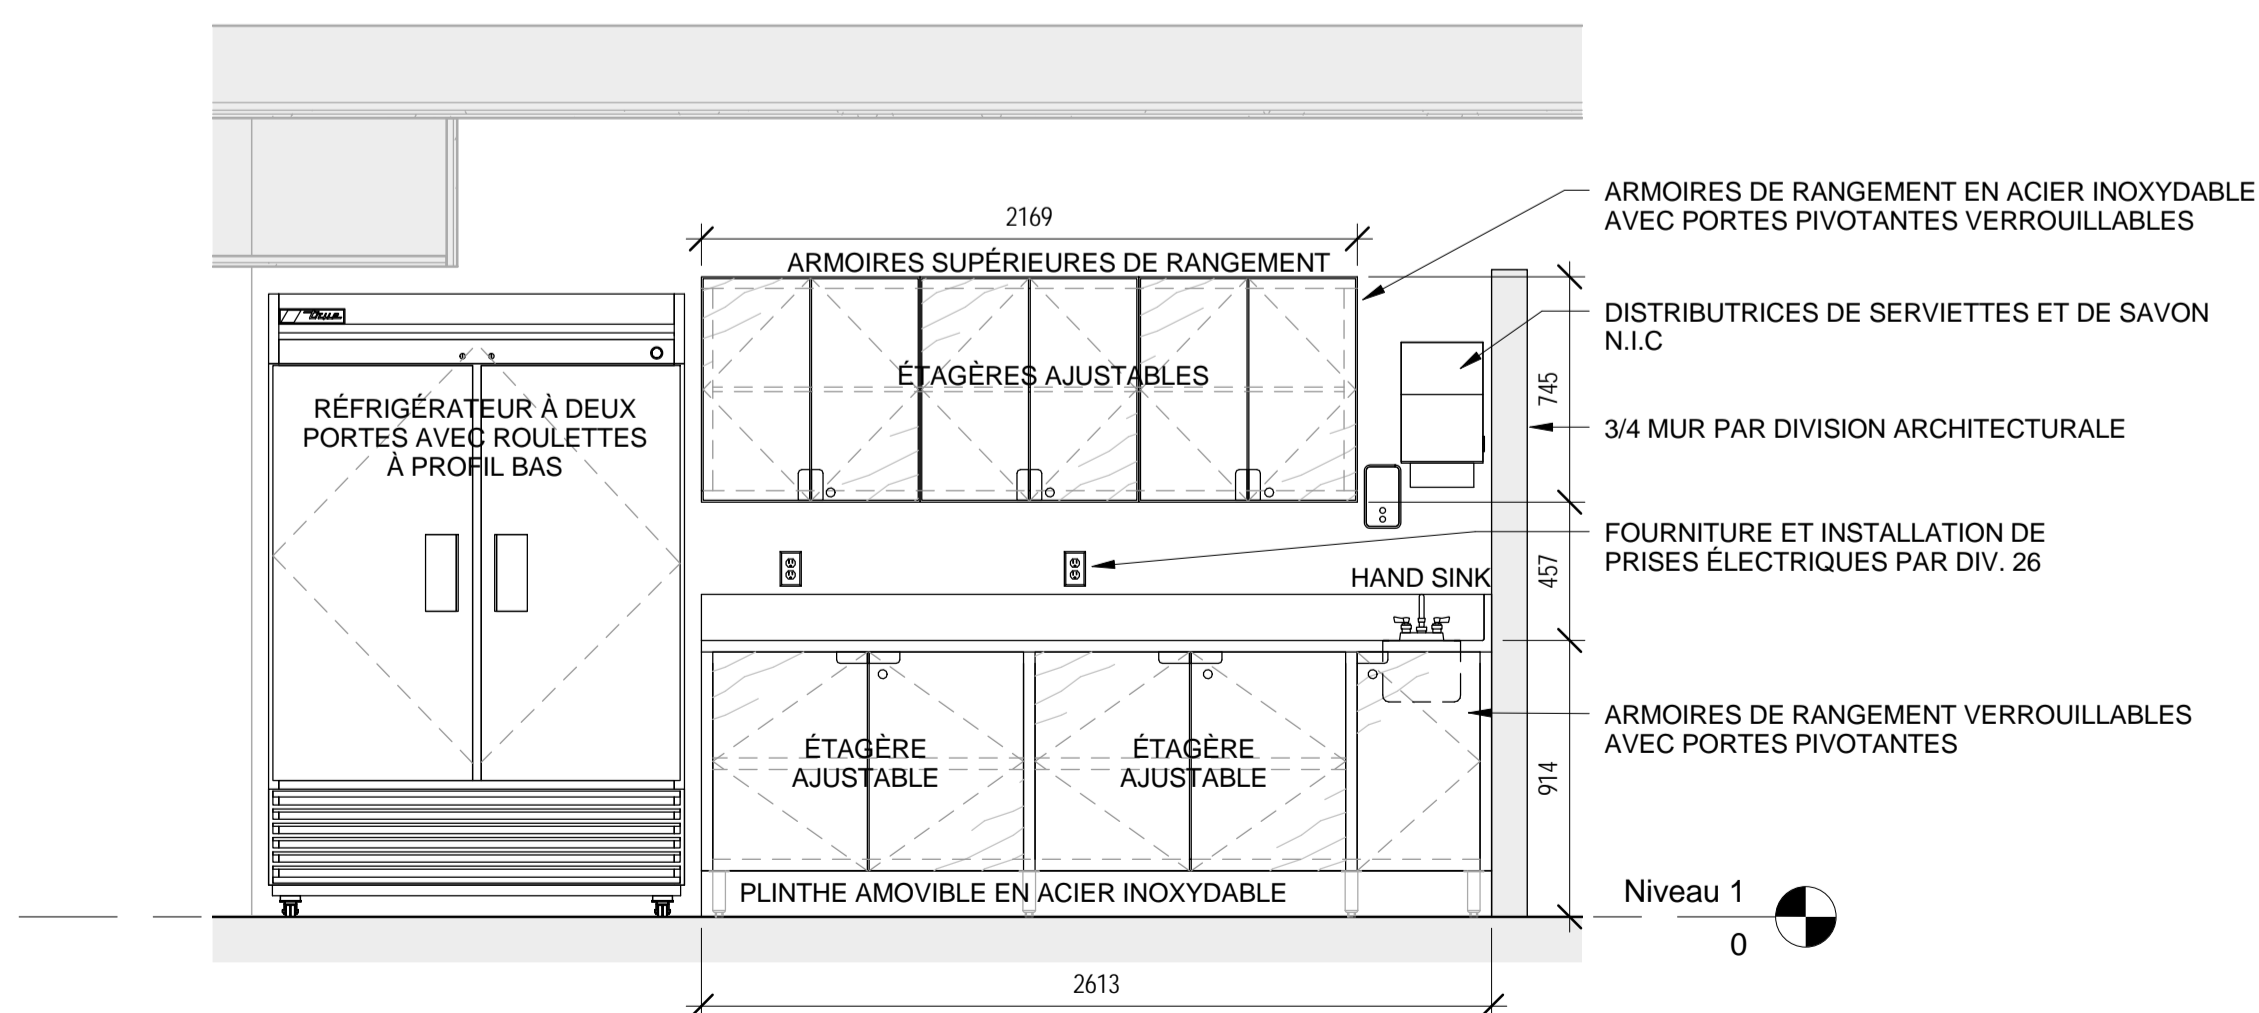 2169
ARMOIRES SUPÉRIEURES DE RANGEMENT
ARMOIRES DE RANGEMENT EN ACIER INOXYDABLE
AVEC PORTES PIVOTANTES VERROUILLABLES
DISTRIBUTRICES DE SERVIETTES ET DE SAVON
N.I.C
True
ÉTAGÈRES AJUSTABLES
745
RÉFRIGÉRATEUR À DEUX
PORTES AVEC ROULETTES
À PROFIL BAS
3/4 MUR PAR DIVISION ARCHITECTURALE
FOURNITURE ET INSTALLATION DE
PRISES ÉLECTRIQUES PAR DIV. 26
HAND SINK
457
ARMOIRES DE RANGEMENT VERROUILLABLES
AVEC PORTES PIVOTANTES
ÉTAGÈRE
AJUSTABLE
ÉTAGÈRE
AJUSTABLE
914
PLINTHE AMOVIBLE EN ACIER INOXYDABLE
Niveau 1
0
2613